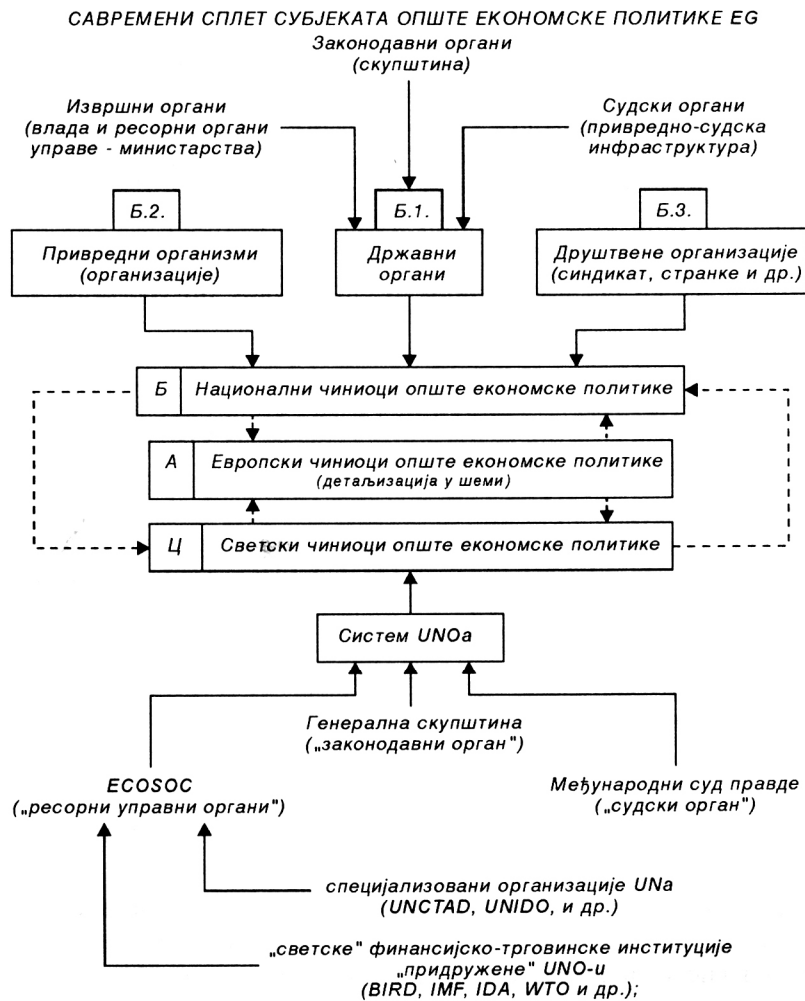 САВРЕМЕНИ СПЛЕТ СУБЈЕКАТА ОПШТЕ ЕКОНОМСКЕ ПОЛИТИКЕ EG
Законодавни органи
(скупштина)
Извршни органи
(влада и ресорни органи
управе - министарства)
Судски органи
(привредно-судска
инфраструктура)
Б.2.
Привредни организми
(организације)
Б.1.
Државни
органи
Б.3.
Друштвене организације
(синдикат, странке и др.)
Б
Национални чиниоци опште економске политике
А
Европски чиниоци опште економске политике
(детаљизација у шеми)
Ц
Светски чиниоци опште економске политике
Систем UNOa
Генерална скупштина
(„законодавни орган")
ECOSOC
(„ресорни управни органи")
Међународни суд правде
(„судски орган")
специјализовани организације UNa
(UNCTAD, UNIDO, и др.)
„светске" финансијско-трговинске институције
„придружене" UNO-u
(BIRD, IMF, IDA, WTO и др.);